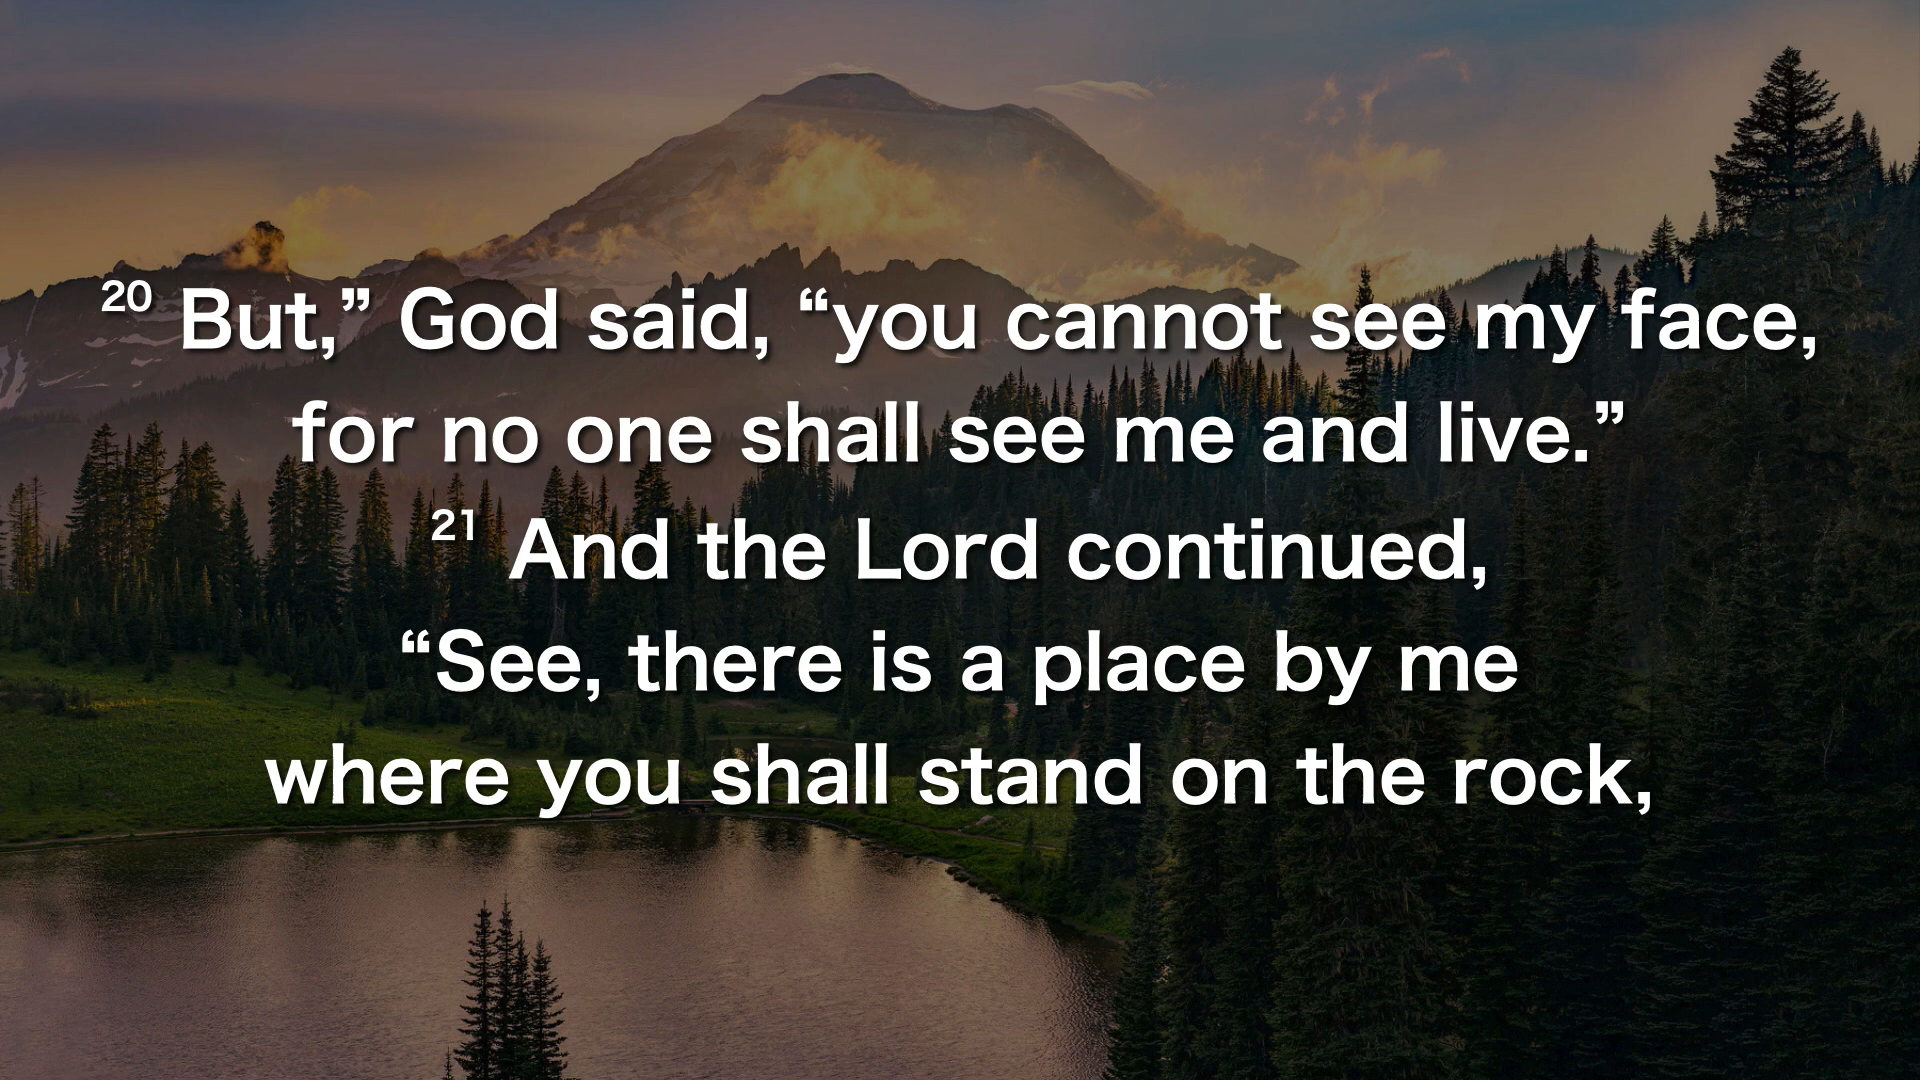 20 But,” God said, “you cannot see my face,
for no one shall see me and live.”
21 And the Lord continued,
“See, there is a place by me
where you shall stand on the rock,